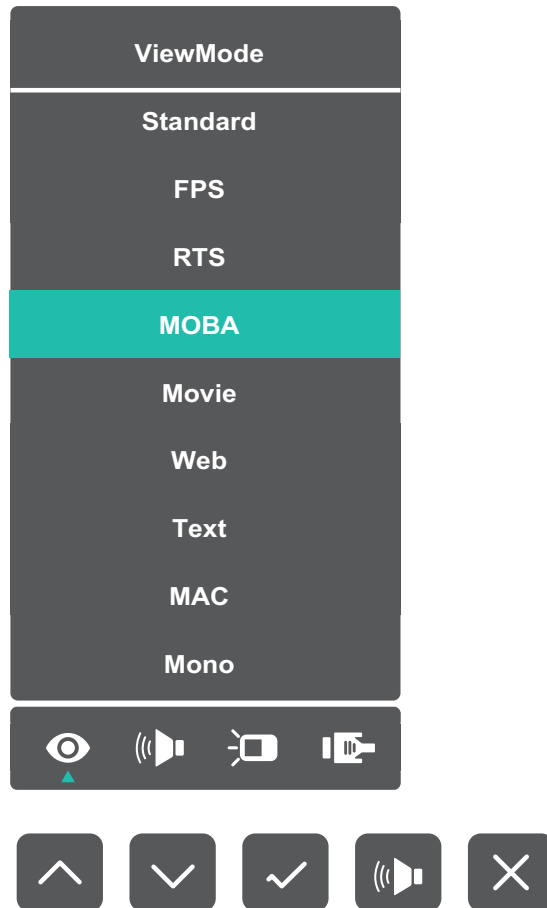 ViewMode
Standard
FPS
RTS
MOBA
Movie
Web
Text
MAC
Mono